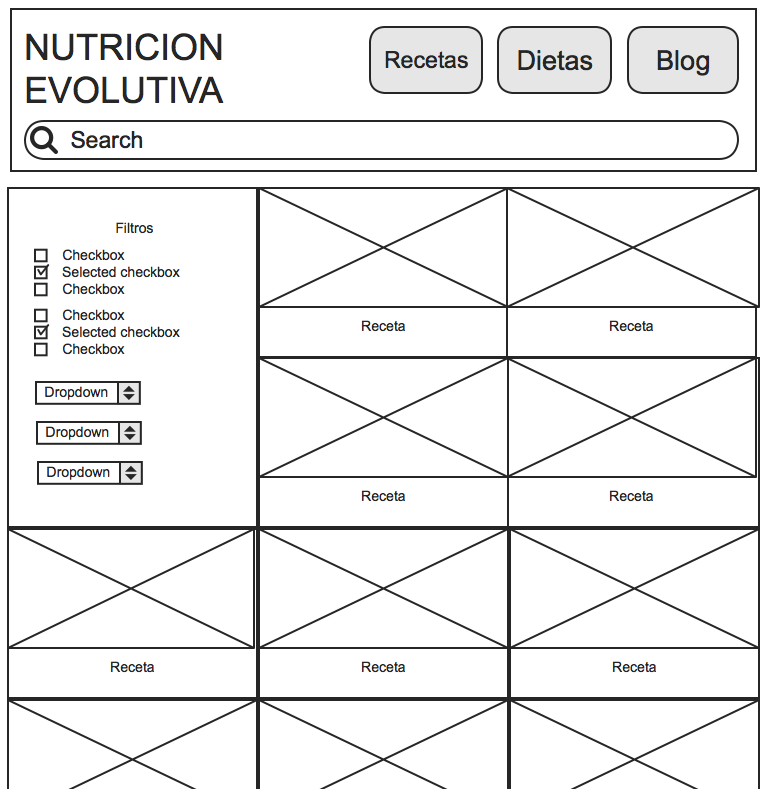 NUTRICION
EVOLUTIVA
Recetas
Dietas
Blog
Search
Filtros
Checkbox
Selected checkbox
Checkbox
Checkbox
Selected checkbox
Checkbox
Dropdown
Dropdown
Dropdown
Receta
Receta
Receta
Receta
Receta
Receta
Receta